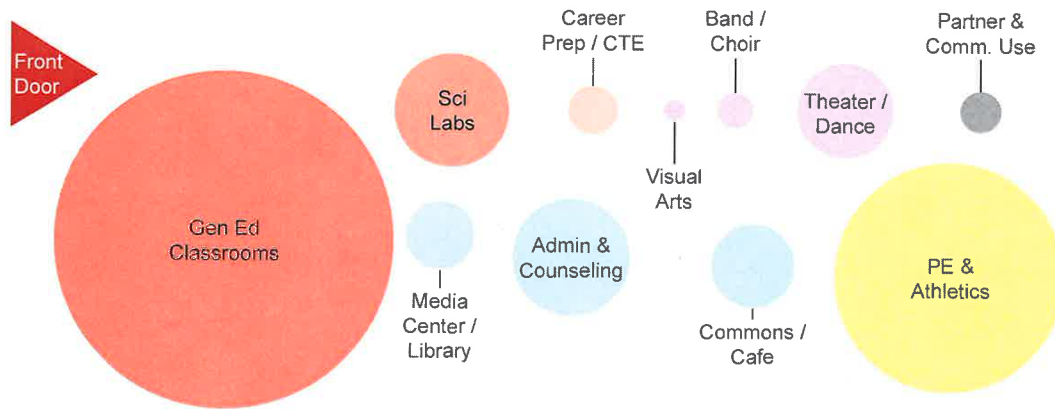 Front
Door
Career
Prep / CTE
Band /
Choir
Partner &
Comm. Use
Sci
Labs
Theater /
Dance
Visual
Arts
Gen Ed
Classrooms
Admin &
Counseling
PE &
Athletics
Media
Center /
Library
Commons /
Cafe